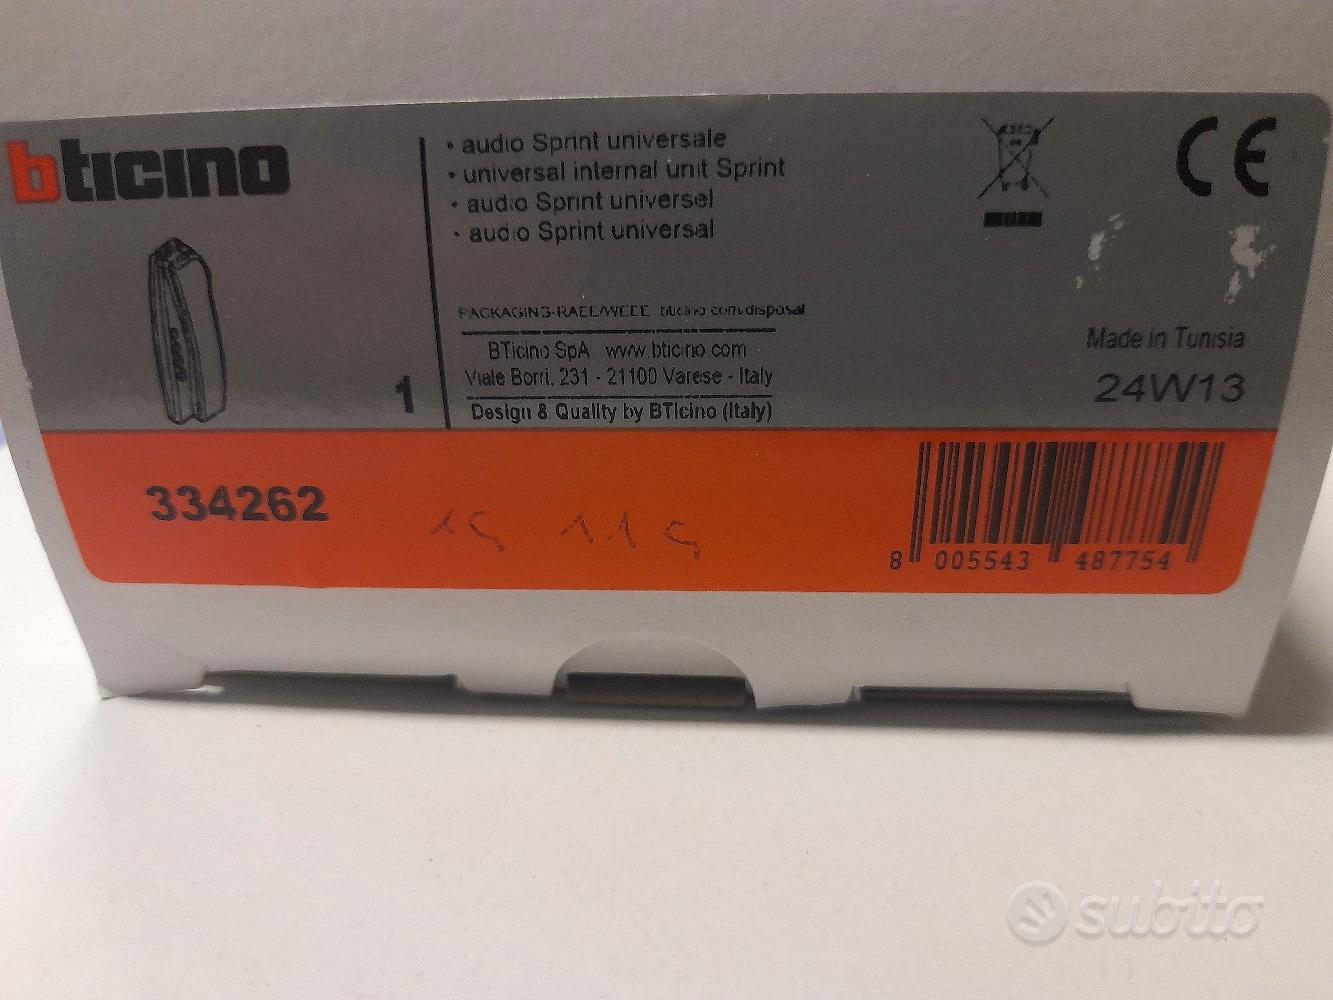 bticino
• audio Sprint universale
• universal internal unit Sprint
• audio Sprint universel
• audio Sprint universal
PACKAGING-RAEE/WEEE bticino.com/disposal
BTicino SpA www.bticino.com
Viale Borri, 231 - 21100 Varese - Italy
Design & Quality by BTicino (Italy)
1
CE
Made in Tunisia
24W13
334262
8 005543 487754
subito